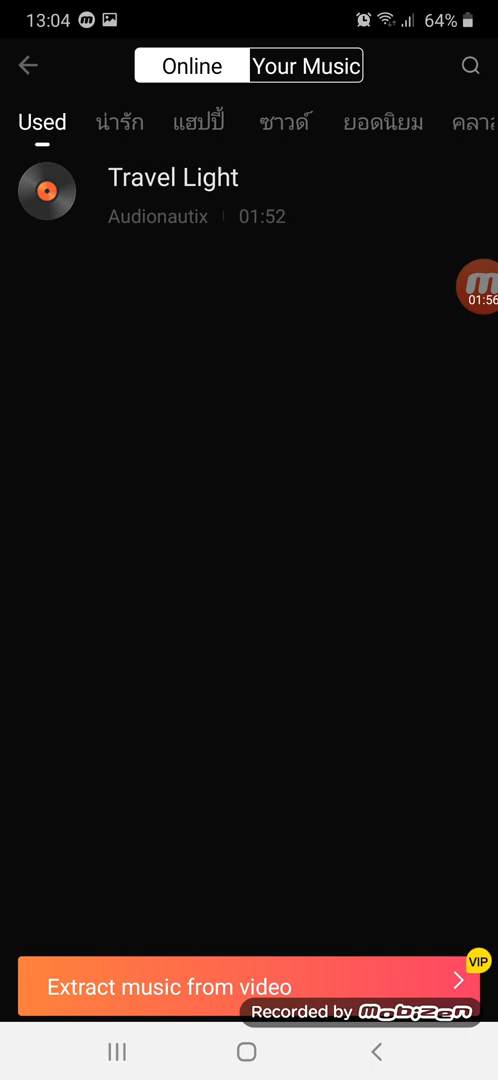 13:04 64%
Online Your Music
Used น่ารัก แฮปปี้ ซาวด์ ยอดนิยม
Travel Light
Audionautix 01:52
01:56
VIP
Extract music from video
Recorded by mobizen